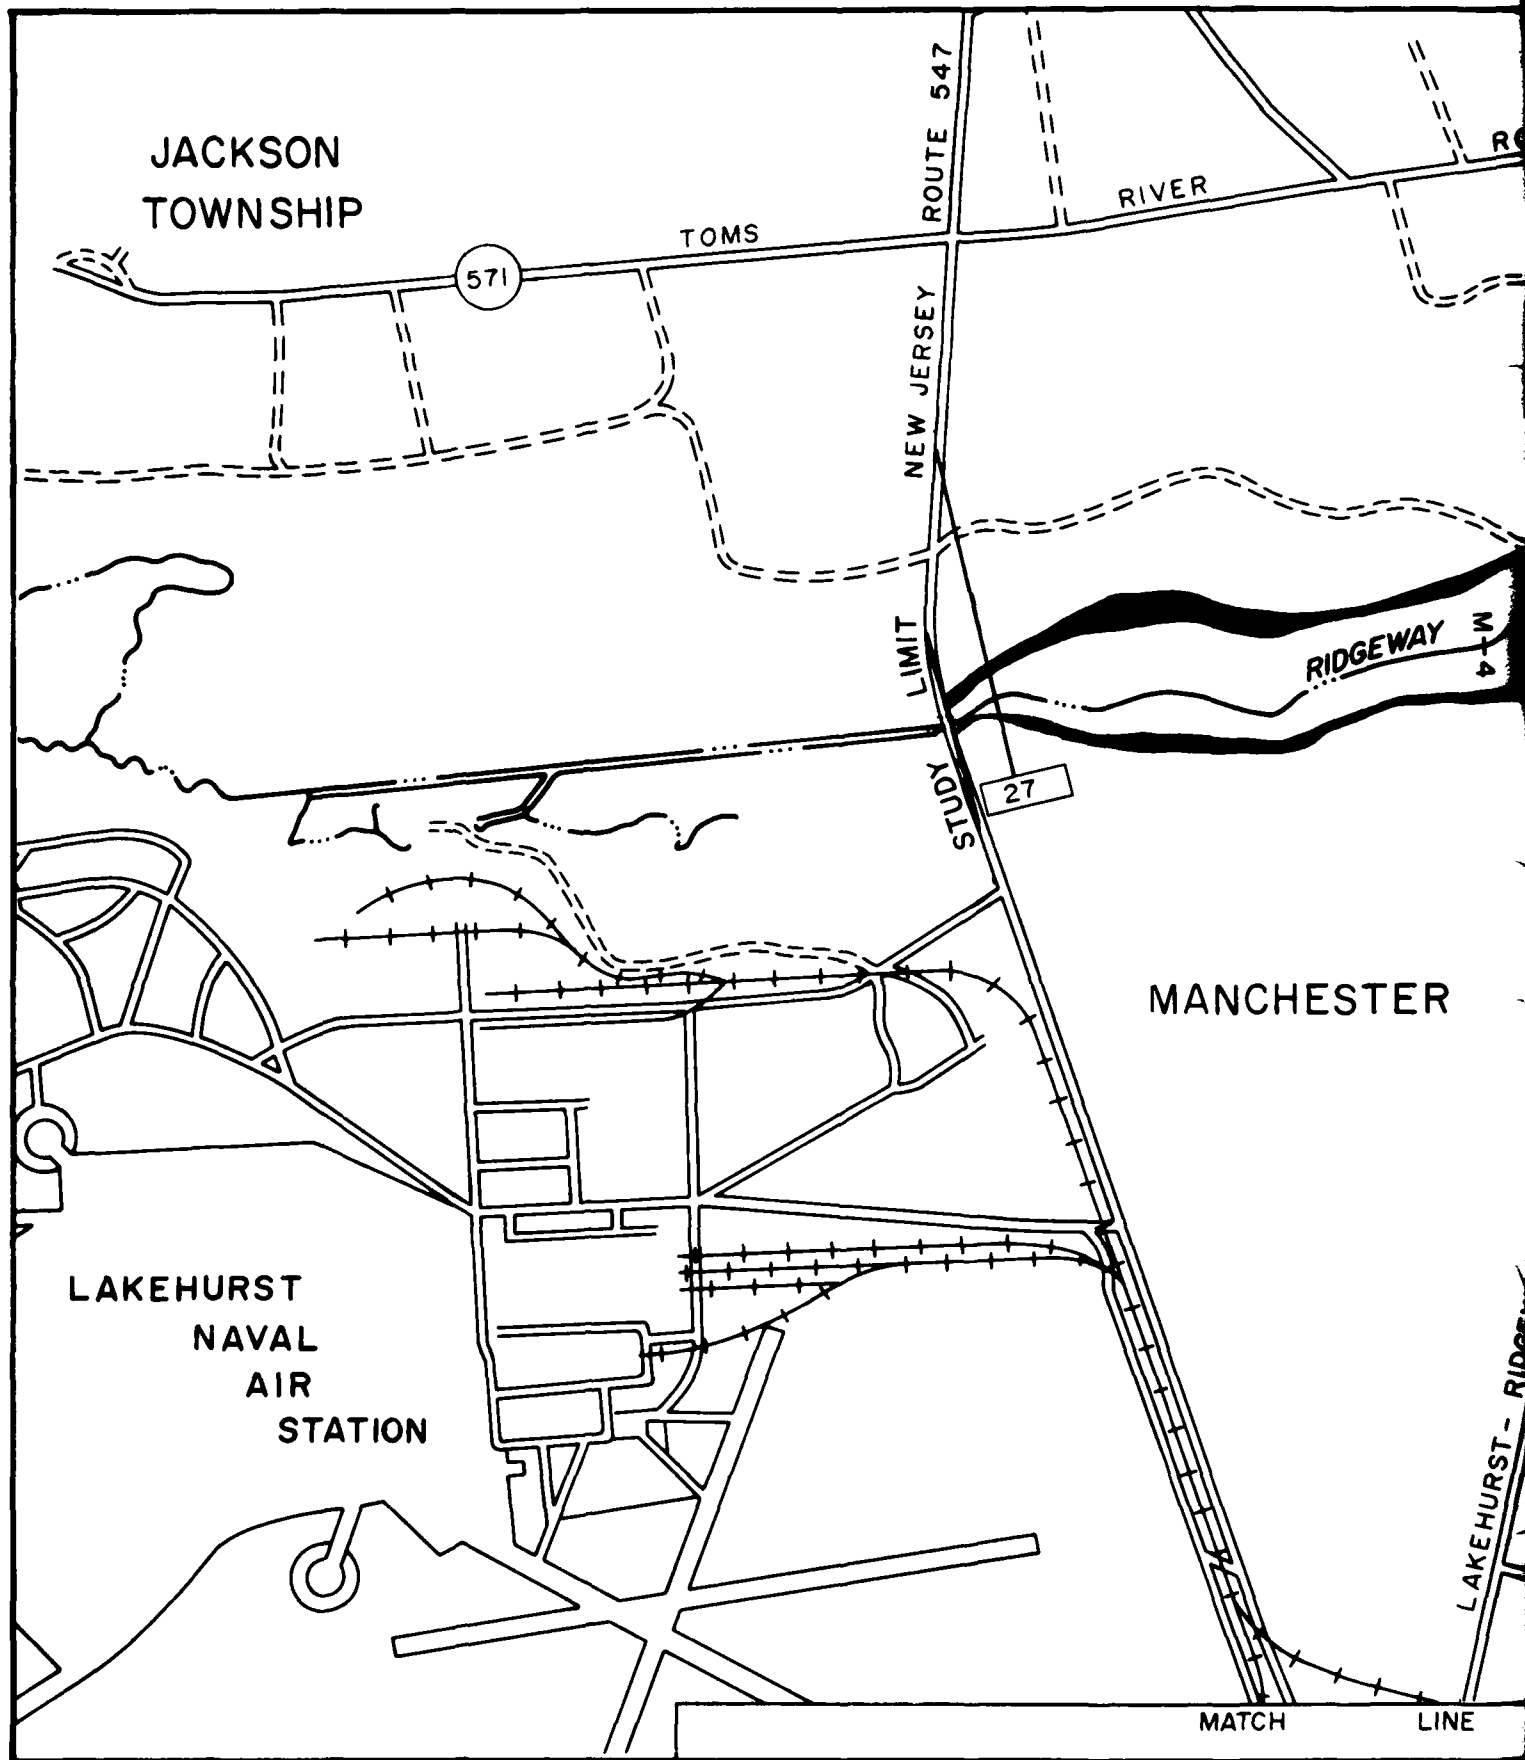 JACKSON
TOWNSHIP
571
TOMS
RIVER
NEW JERSEY ROUTE 547
STUDY LIMIT
RIDGEWAY
M-4
27
MANCHESTER
LAKEHURST
NAVAL
AIR
STATION
LAKEHURST -
MATCH LINE